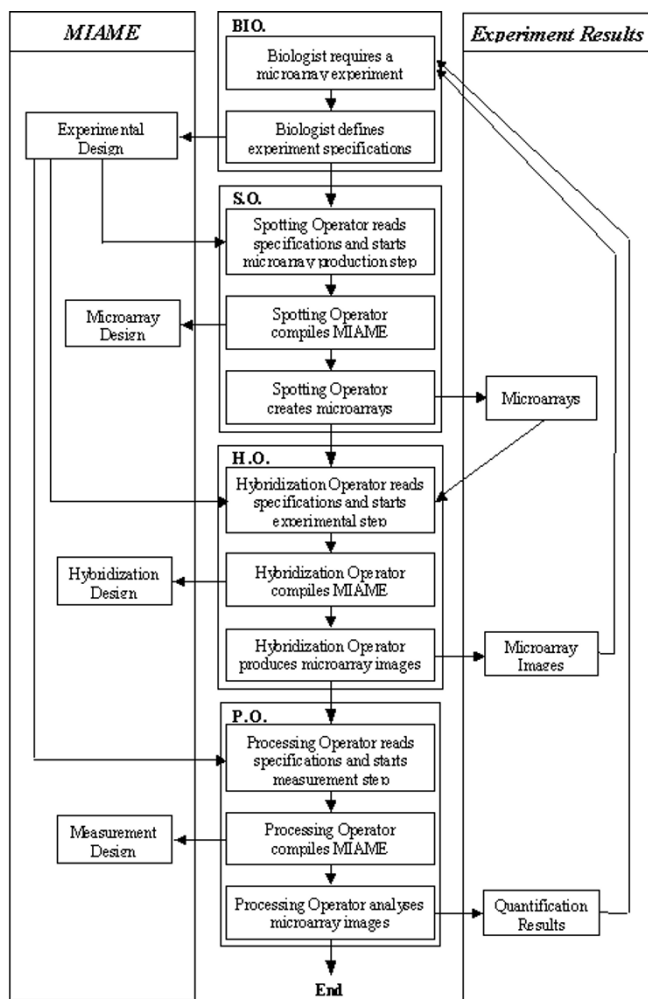 MIAME
BIO.
Experiment Results
Biologist requires a
microarray experiment
Experimental
Design
Biologist defines
experiment specifications
S.O.
Spotting Operator reads
specifications and starts
microarray production step
Microarray
Design
Spotting Operator
compiles MIAME
Spotting Operator
creates microarrays
Microarrays
H.O.
Hybridization Operator reads
specifications and starts
experimental step
Hybridization
Design
Hybridization Operator
compiles MIAME
Hybridization Operator
produces microarray images
Microarray
Images
P.O.
Processing Operator reads
specifications and starts
measurement step
Measurement
Design
Processing Operator
compiles MIAME
Processing Operator analyses
microarray images
Quantification
Results
End